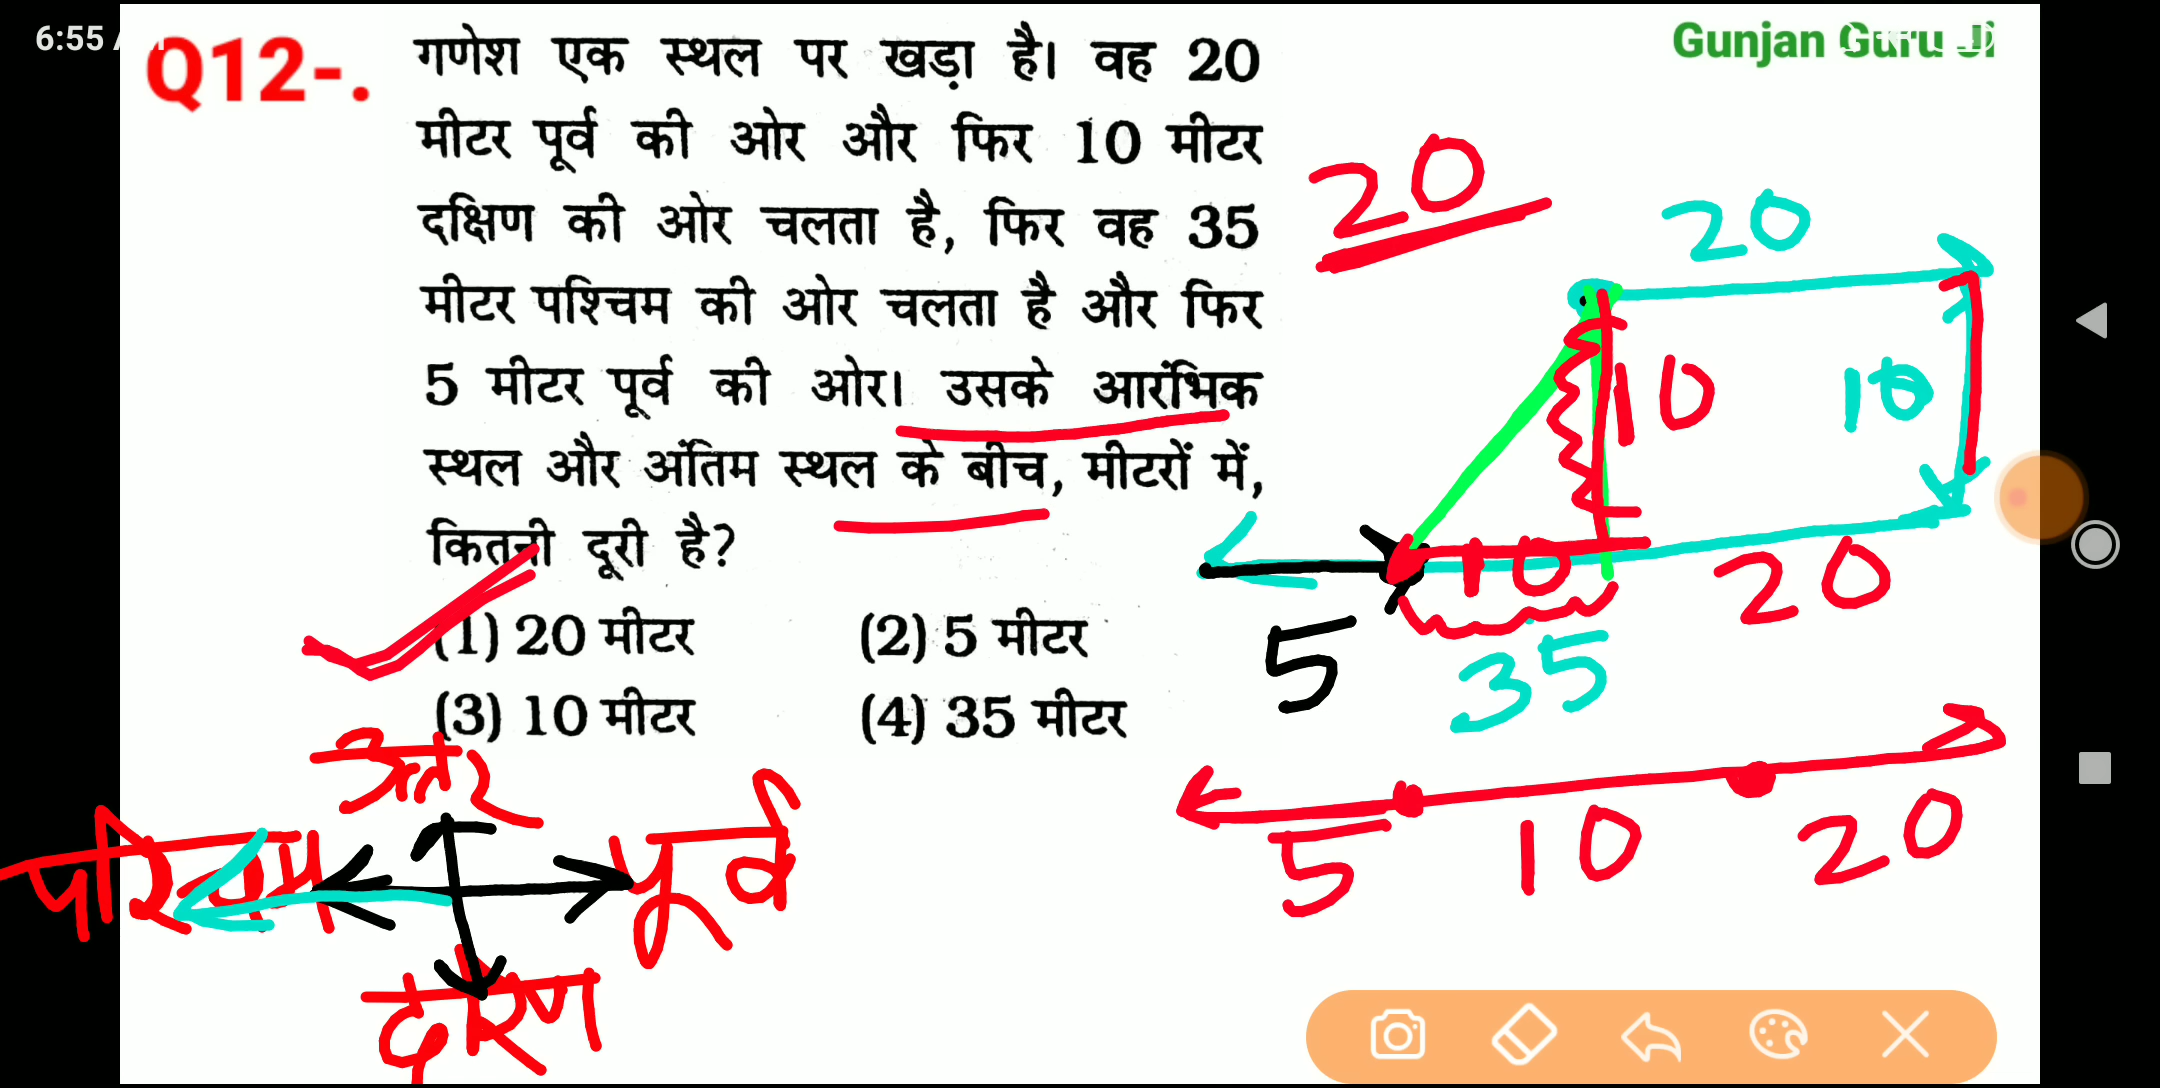 6:55 AM
Q12-.
Gunjan Guru Ji
गणेश एक स्थल पर खड़ा है। वह 20
मीटर पूर्व की ओर और फिर 10 मीटर
दक्षिण की ओर चलता है, फिर वह 35
मीटर पश्चिम की ओर चलता है और फिर
5 मीटर पूर्व की ओर। उसके आरंभिक
स्थल और अंतिम स्थल के बीच, मीटरों में,
कितनी दूरी है?
(1) 20 मीटर (2) 5 मीटर
(3) 10 मीटर (4) 35 मीटर
20
20
10
10
10
20
5
35
5 10 20
उत्तर
पश्चिम
पूर्व